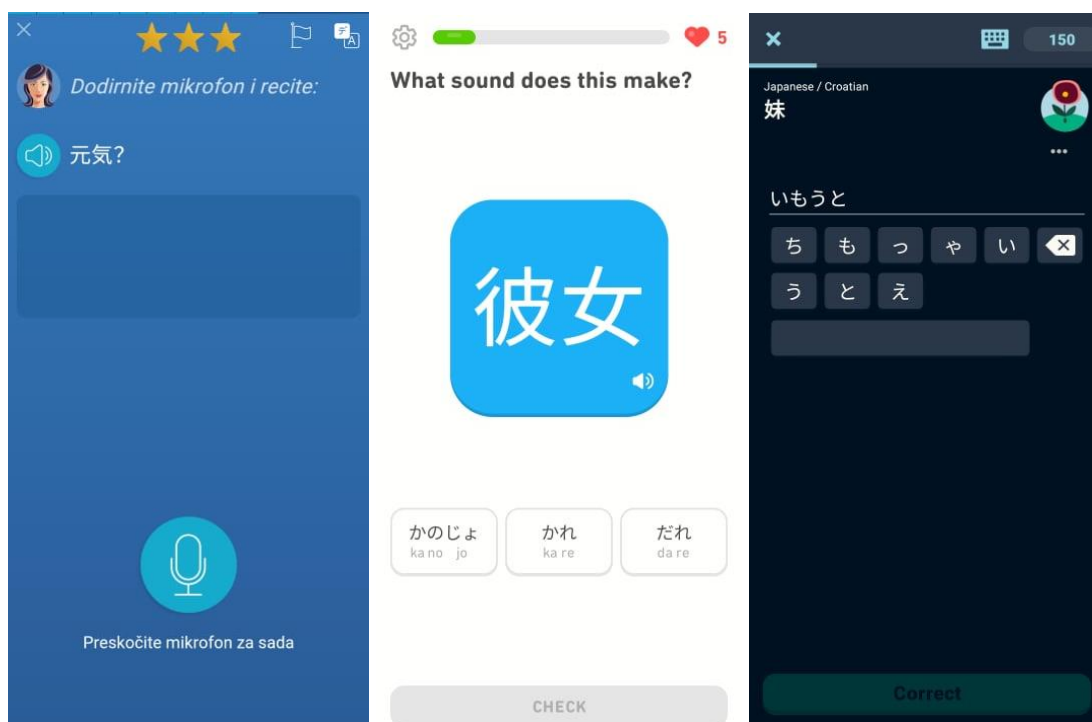 Dodirnite mikrofon i recite:
元気?
Preskočite mikrofon za sada
5
What sound does this make?
彼女
かのじょ
ka no jo
かれ
ka re
だれ
da re
CHECK
150
Japanese / Croatian
妹
いもうと
ち も っ ゃ い
う と え
Correct